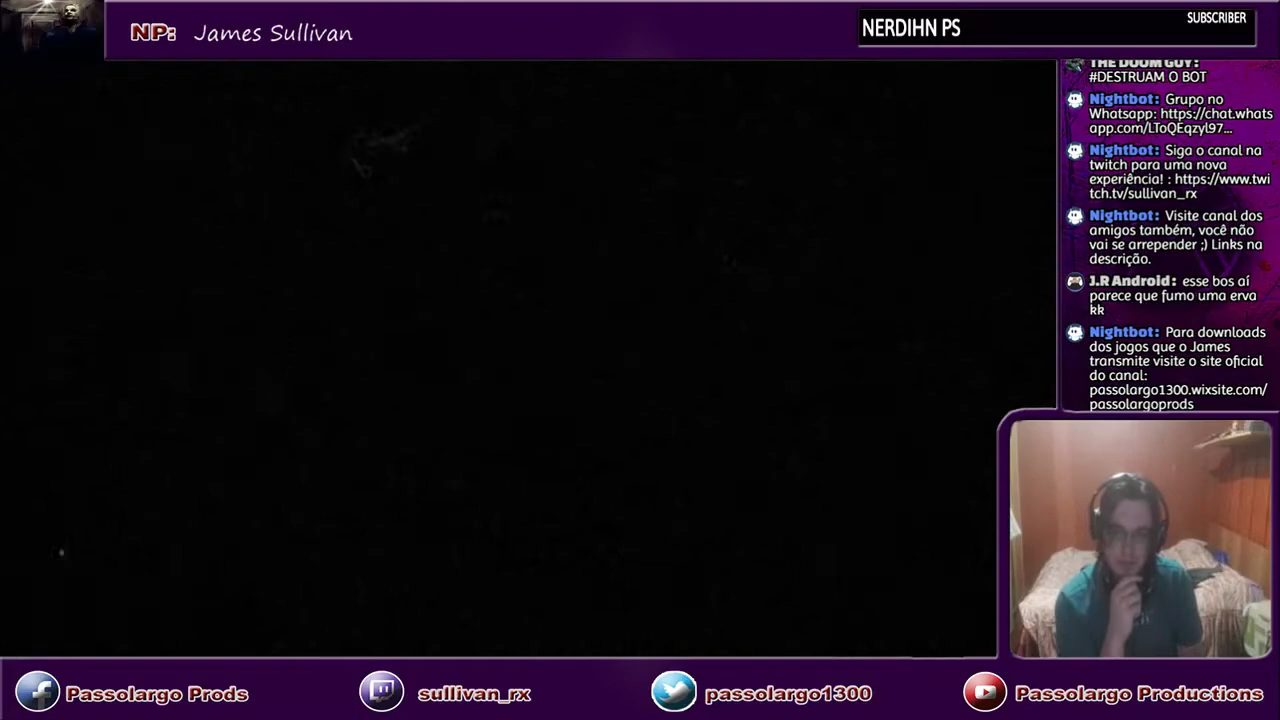 NP: James Sullivan
NERDIHN PS
SUBSCRIBER
THE DOOM GUY:
#DESTRUAM O BOT
Nightbot: Grupo no
Whatsapp: https://chat.whats
app.com/LToQEqzyl97...
Nightbot: Siga o canal na
twitch para uma nova
experiência! : https://www.twi
tch.tv/sullivan_rx
Nightbot: Visite canal dos
amigos também, você não
vai se arrepender ;) Links na
descrição.
J.R Android: esse bos aí
parece que fumo uma erva
kk
Nightbot: Para downloads
dos jogos que o James
transmite visite o site oficial
do canal:
passolargo1300.wixsite.com/
passolargoprods
Passolargo Prods
sullivan_rx
passolargo1300
Passolargo Productions